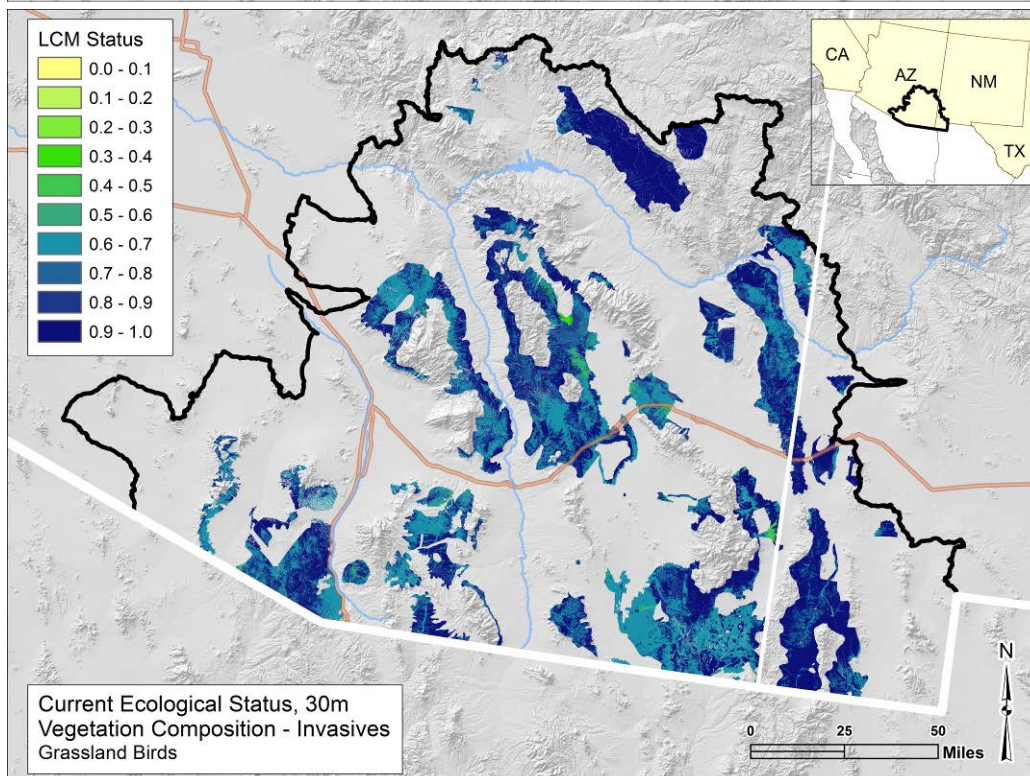 LCM Status
0.0 - 0.1
0.1 - 0.2
0.2 - 0.3
0.3 - 0.4
0.4 - 0.5
0.5 - 0.6
0.6 - 0.7
0.7 - 0.8
0.8 - 0.9
0.9 - 1.0
CA
AZ
NM
TX
Current Ecological Status, 30m
Vegetation Composition - Invasives
Grassland Birds
N
0 25 50
Miles